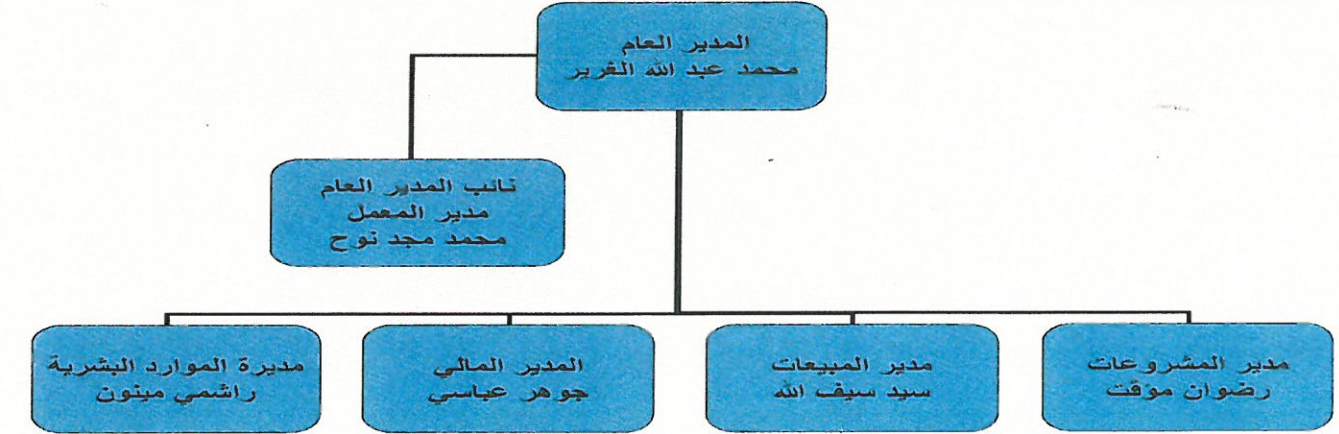 المدير العام
محمد عبد الله الغرير
نائب المدير العام
مدير المعمل
محمد مجد نوح
مدير المشروعات
رضوان موقت
مدير المبيعات
سيد سيف الله
المدير المالي
جوهر عباسي
مديرة الموارد البشرية
راشمي مينون